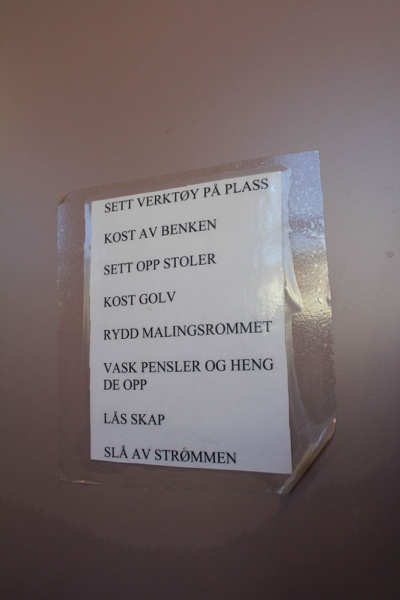 SETT VERKTØY PÅ PLASS
KOST AV BENKEN
SETT OPP STOLER
KOST GOLV
RYDD MALINGSROMMET
VASK PENSLER OG HENG
DE OPP
LÅS SKAP
SLÅ AV STRØMMEN